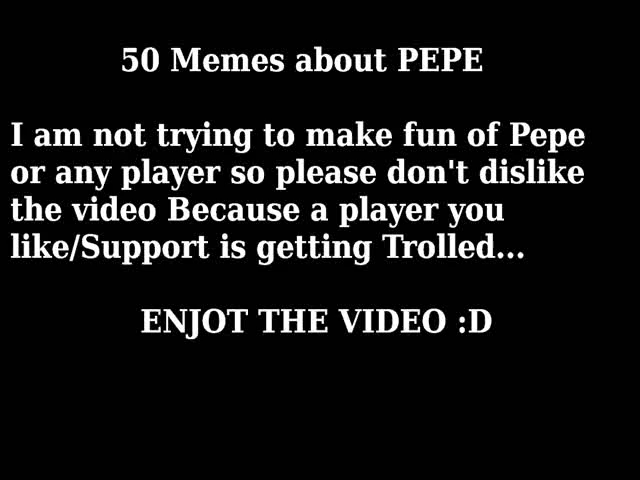 50 Memes about PEPE
I am not trying to make fun of Pepe
or any player so please don't dislike
the video Because a player you
like/Support is getting Trolled...
ENJOT THE VIDEO :D